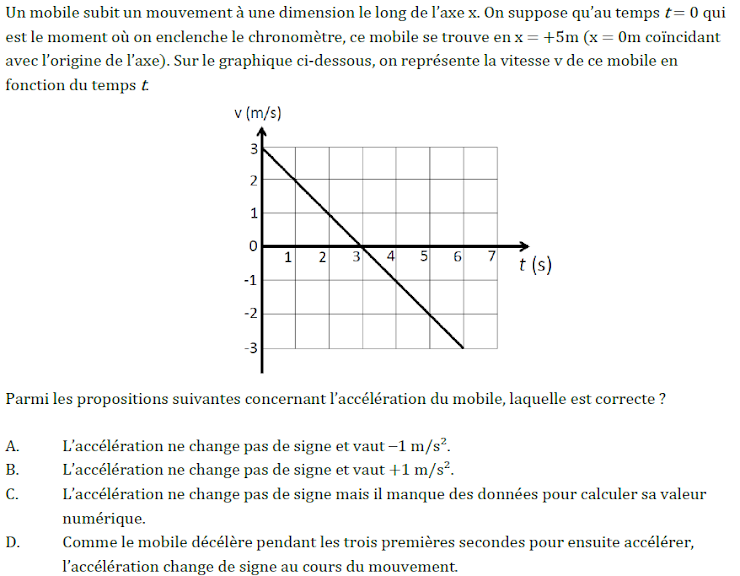 Un mobile subit un mouvement à une dimension le long de l'axe x. On suppose qu'au temps t = 0 qui
est le moment où on enclenche le chronomètre, ce mobile se trouve en x = +5m (x = 0m coïncidant
avec l'origine de l'axe). Sur le graphique ci-dessous, on représente la vitesse v de ce mobile en
fonction du temps t.
v (m/s)
3
2
1
0
1 2 3 4 5 6 7
t (s)
-1
-2
-3
Parmi les propositions suivantes concernant l'accélération du mobile, laquelle est correcte ?
A. L'accélération ne change pas de signe et vaut −1 m/s².
B. L'accélération ne change pas de signe et vaut +1 m/s².
C. L'accélération ne change pas de signe mais il manque des données pour calculer sa valeur
numérique.
D. Comme le mobile décélère pendant les trois premières secondes pour ensuite accélérer,
l'accélération change de signe au cours du mouvement.